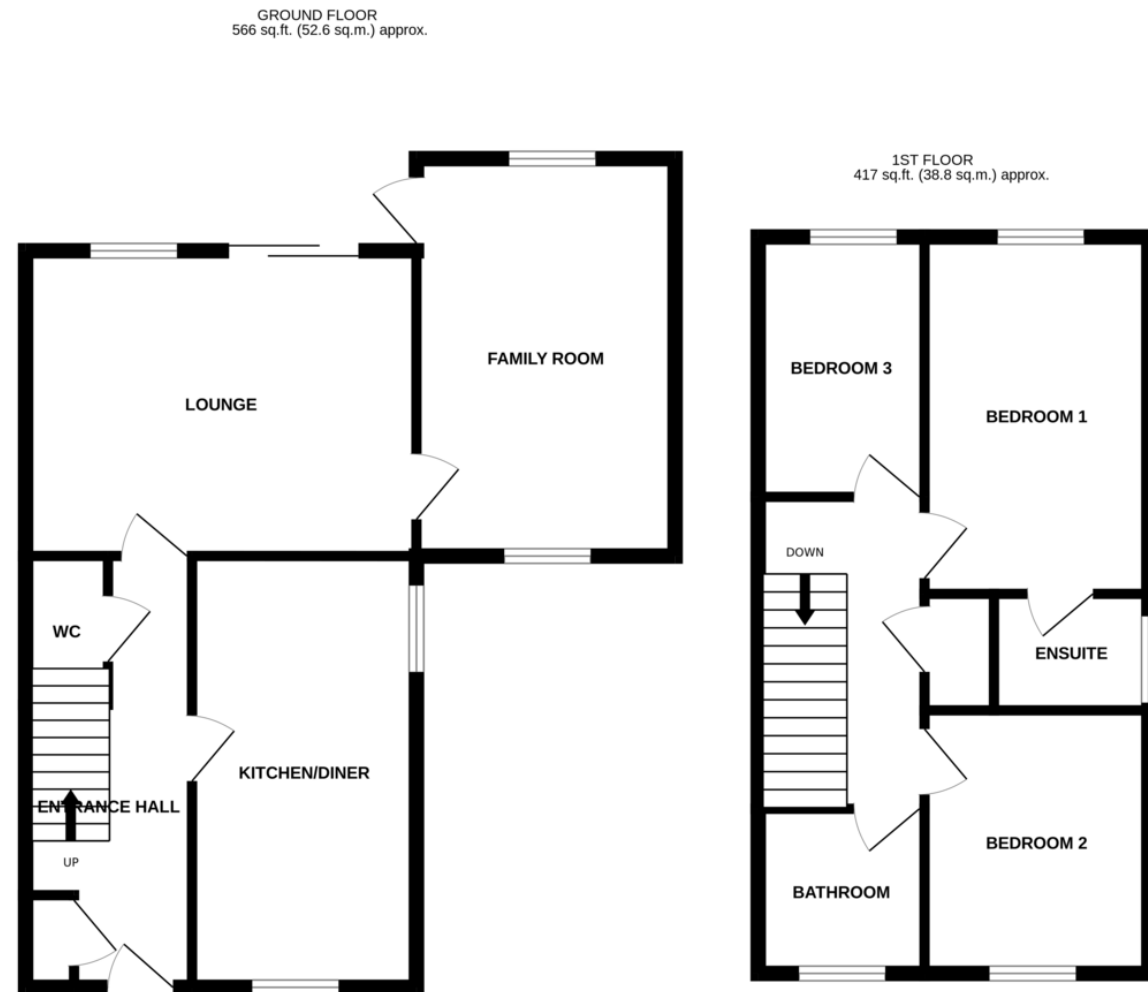 GROUND FLOOR
566 sq.ft. (52.6 sq.m.) approx.
1ST FLOOR
417 sq.ft. (38.8 sq.m.) approx.
FAMILY ROOM
LOUNGE
WC
KITCHEN/DINER
ENTRANCE HALL
UP
BEDROOM 3
BEDROOM 1
DOWN
ENSUITE
BEDROOM 2
BATHROOM